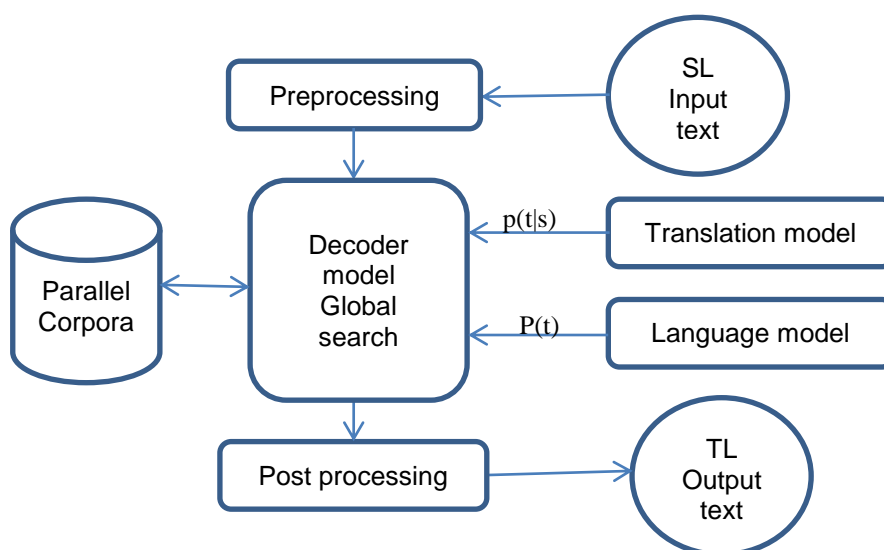 SL
Input
text
Preprocessing
p(t|s)
Translation model
Decoder
model
Global
search
Parallel
Corpora
P(t)
Language model
Post processing
TL
Output
text